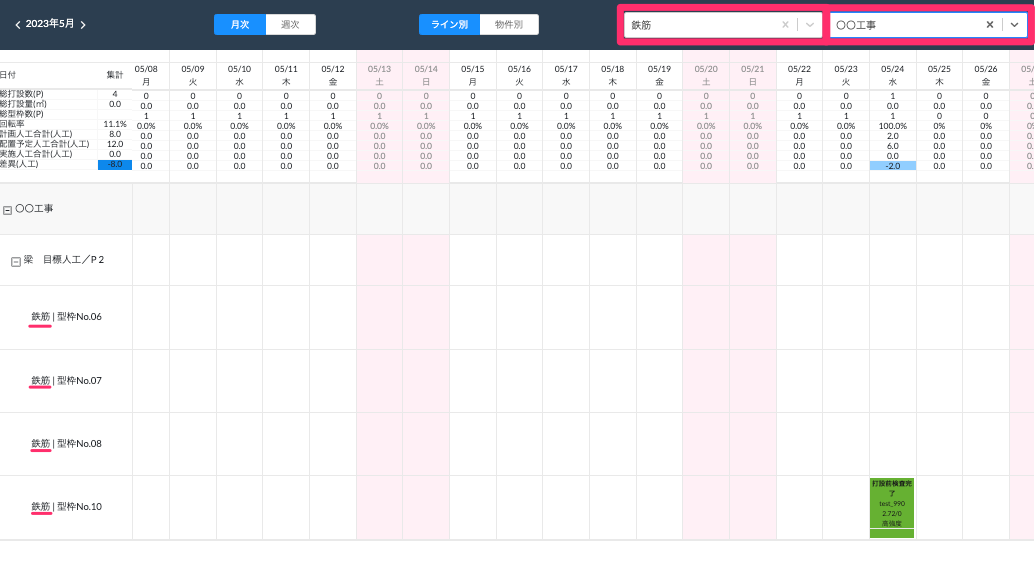 2023年5月 月次 週次 ライン別 物件別 鉄筋 〇〇工事
日付 集計 05/08 05/09 05/10 05/11 05/12 05/13 05/14 05/15 05/16 05/17 05/18 05/19 05/20 05/21 05/22 05/23 05/24 05/25 05/26
月 火 水 木 金 土 日 月 火 水 木 金 土 日 月 火 水 木 金 土
総打設数(P) 4 0 0 0 0 0 0 0 0 0 0 0 0 0 0 0 0 1 0 0
総打設量(㎥) 0.0 0.0 0.0 0.0 0.0 0.0 0.0 0.0 0.0 0.0 0.0 0.0 0.0 0.0 0.0 0.0 0.0 0.0 0.0 0.0
総型枠数(P) 1 1 1 1 1 1 1 1 1 1 1 1 1 1 1 1 1 0 0
回転率 11.1% 0.0% 0.0% 0.0% 0.0% 0.0% 0.0% 0.0% 0.0% 0.0% 0.0% 0.0% 0.0% 0.0% 0.0% 0.0% 0.0% 100.0% 0% 0%
計画人工合計(人工) 8.0 0.0 0.0 0.0 0.0 0.0 0.0 0.0 0.0 0.0 0.0 0.0 0.0 0.0 0.0 0.0 0.0 2.0 0.0 0.0
配置予定人工合計(人工) 12.0 0.0 0.0 0.0 0.0 0.0 0.0 0.0 0.0 0.0 0.0 0.0 0.0 0.0 0.0 0.0 0.0 6.0 0.0 0.0
実施人工合計(人工) 0.0 0.0 0.0 0.0 0.0 0.0 0.0 0.0 0.0 0.0 0.0 0.0 0.0 0.0 0.0 0.0 0.0 0.0 0.0 0.0
差異(人工) -8.0 0.0 0.0 0.0 0.0 0.0 0.0 0.0 0.0 0.0 0.0 0.0 0.0 0.0 0.0 0.0 0.0 -2.0 0.0 0.0
〇〇工事
梁 目標人工／P 2
鉄筋 | 型枠No.06
鉄筋 | 型枠No.07
鉄筋 | 型枠No.08
鉄筋 | 型枠No.10
打設前検査完
了
test_990
2.72/0
高強度